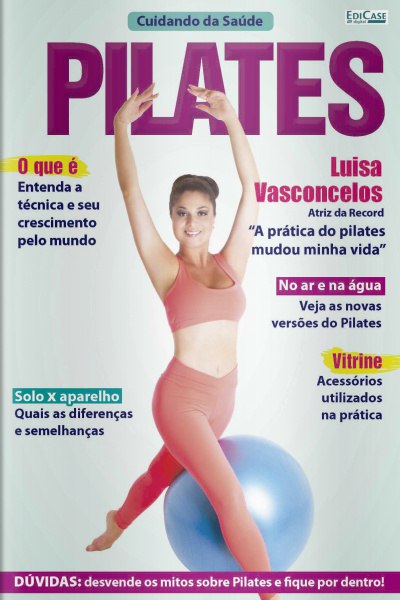 Cuidando da Saúde
EdiCase
digital
PILATES
O que é
Entenda a
técnica e seu
crescimento
pelo mundo
Luisa
Vasconcelos
Atriz da Record
“A prática do pilates
mudou minha vida”
No ar e na água
Veja as novas
versões do Pilates
Vitrine
Acessórios
utilizados
na prática
Solo x aparelho
Quais as diferenças
e semelhanças
DÚVIDAS: desvende os mitos sobre Pilates e fique por dentro!